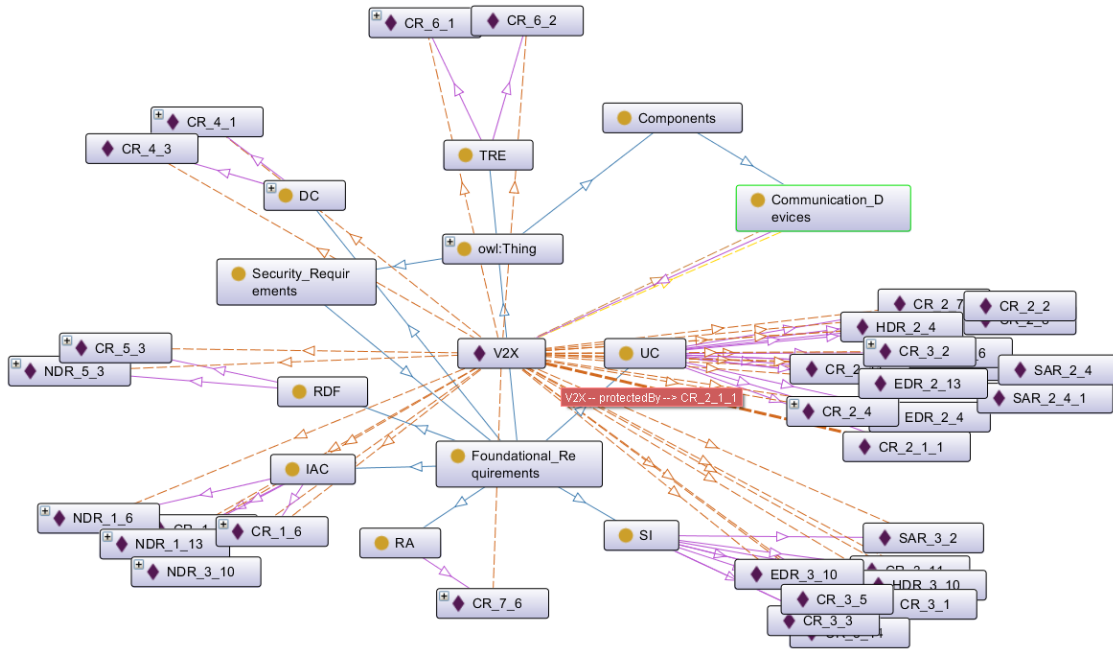 CR_6_1
CR_6_2
CR_4_1
Components
CR_4_3
TRE
DC
Communication_D
evices
owl:Thing
Security_Requir
ements
CR_2_7
CR_2_2
HDR_2_4
CR_5_3
V2X
UC
CR_3_2
NDR_5_3
CR_2
SAR_2_4
RDF
EDR_2_13
V2X -- protectedBy --> CR_2_1_1
SAR_2_4_1
CR_2_4
EDR_2_4
CR_2_1_1
Foundational_Re
quirements
IAC
NDR_1_6
CR_1_6
NDR_1_13
RA
SI
SAR_3_2
NDR_3_10
EDR_3_10
CR_3_11
HDR_3_10
CR_7_6
CR_3_5
CR_3_1
CR_3_3